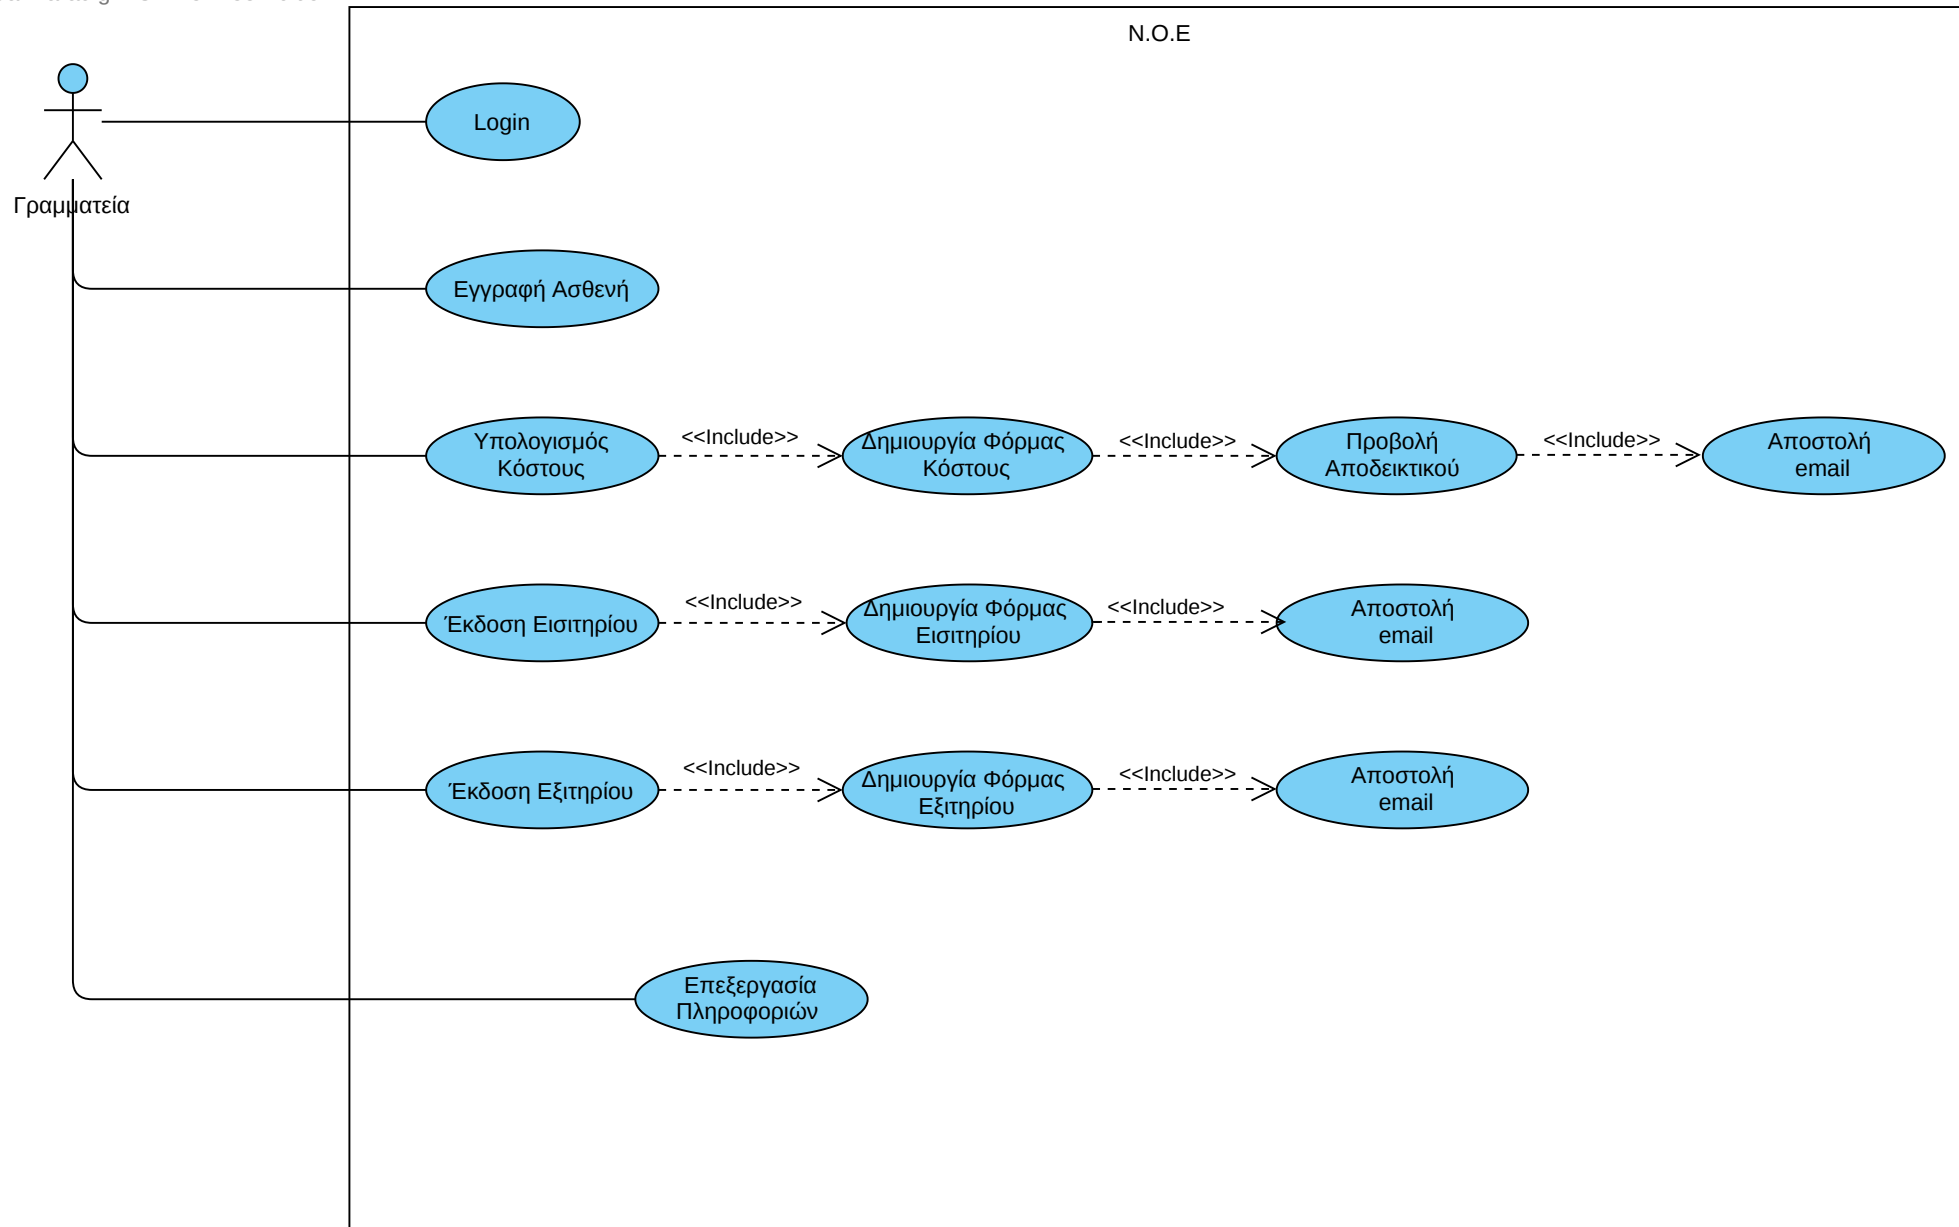 N.O.E
Login
Γραμματεία
Εγγραφή Ασθενή
Υπολογισμός
Κόστους
<<Include>>
Δημιουργία Φόρμας
Κόστους
<<Include>>
Προβολή
Αποδεικτικού
<<Include>>
Αποστολή
email
Έκδοση Εισιτηρίου
<<Include>>
Δημιουργία Φόρμας
Εισιτηρίου
<<Include>>
Αποστολή
email
Έκδοση Εξιτηρίου
<<Include>>
Δημιουργία Φόρμας
Εξιτηρίου
<<Include>>
Αποστολή
email
Επεξεργασία
Πληροφοριών